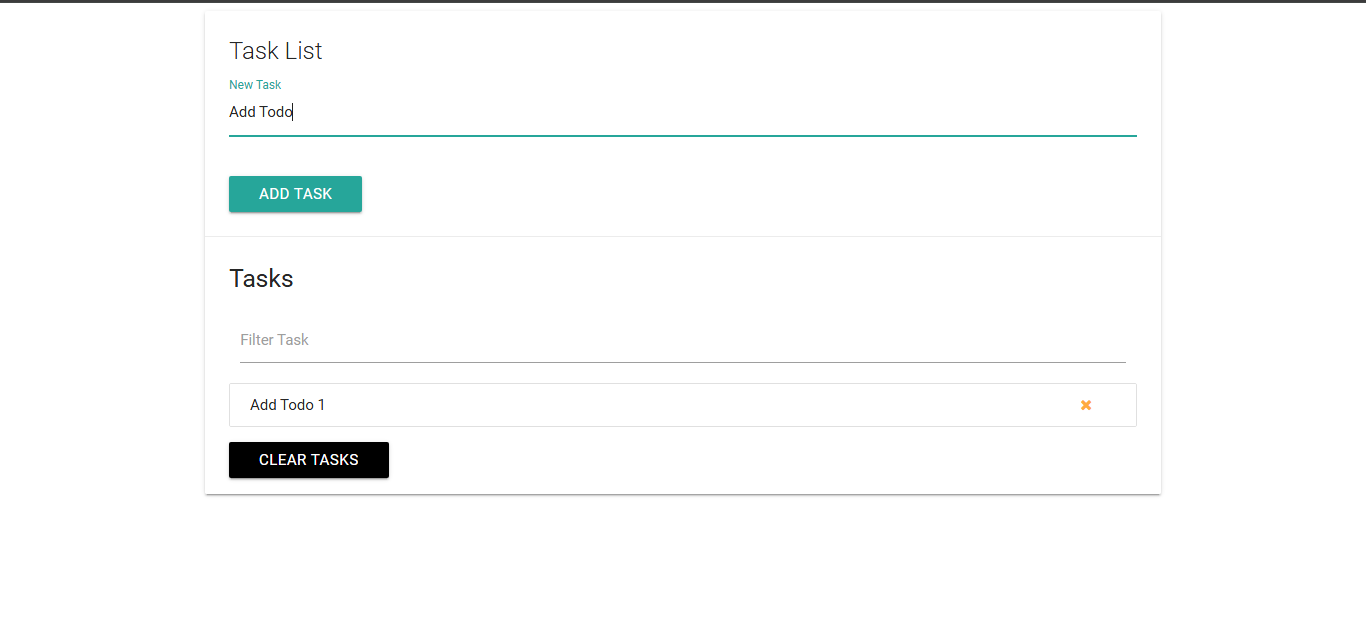 Task List
New Task
Add Todo
ADD TASK
Tasks
Filter Task
Add Todo 1
CLEAR TASKS